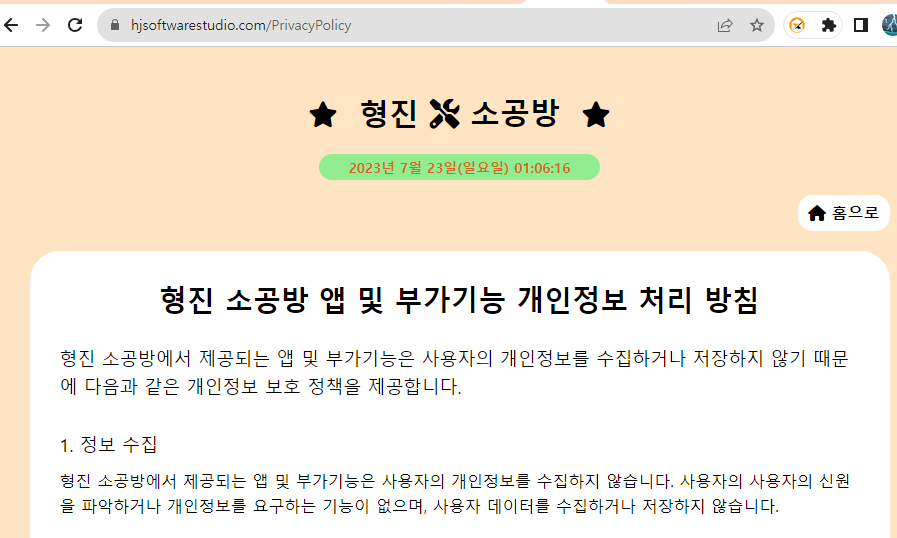 hjsoftwarestudio.com/PrivacyPolicy
형진 소공방
2023년 7월 23일(일요일) 01:06:16
홈으로
형진 소공방 앱 및 부가기능 개인정보 처리 방침
형진 소공방에서 제공되는 앱 및 부가기능은 사용자의 개인정보를 수집하거나 저장하지 않기 때문
에 다음과 같은 개인정보 보호 정책을 제공합니다.
1. 정보 수집
형진 소공방에서 제공되는 앱 및 부가기능은 사용자의 개인정보를 수집하지 않습니다. 사용자의 사용자의 신원
을 파악하거나 개인정보를 요구하는 기능이 없으며, 사용자 데이터를 수집하거나 저장하지 않습니다.